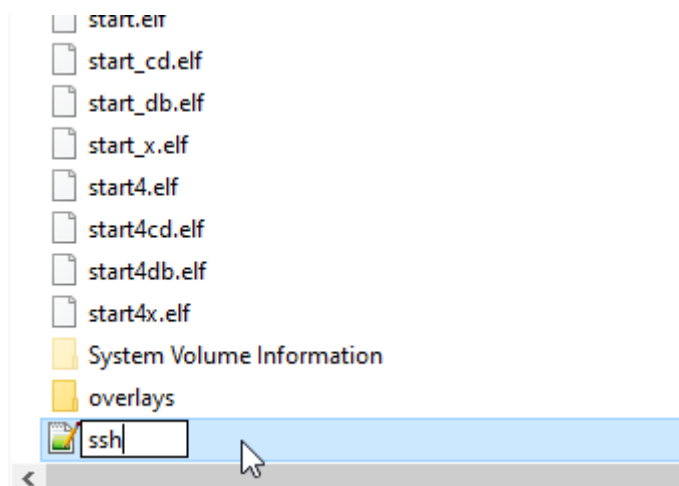 start.elf
start_cd.elf
start_db.elf
start_x.elf
start4.elf
start4cd.elf
start4db.elf
start4x.elf
System Volume Information
overlays
ssh